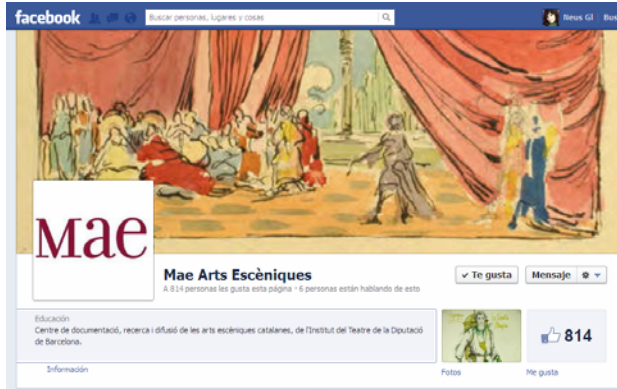 facebook
Buscar personas, lugares y cosas
Neus Gl
Bus
Mae
Mae Arts Escèniques
A 814 personas les gusta esta página · 6 personas están hablando de esto
✓ Te gusta
Mensaje
Educación
Centre de documentació, recerca i difusió de les arts escèniques catalanes, de l'Institut del Teatre de la Diputació
de Barcelona.
Información
814
Fotos
Me gusta